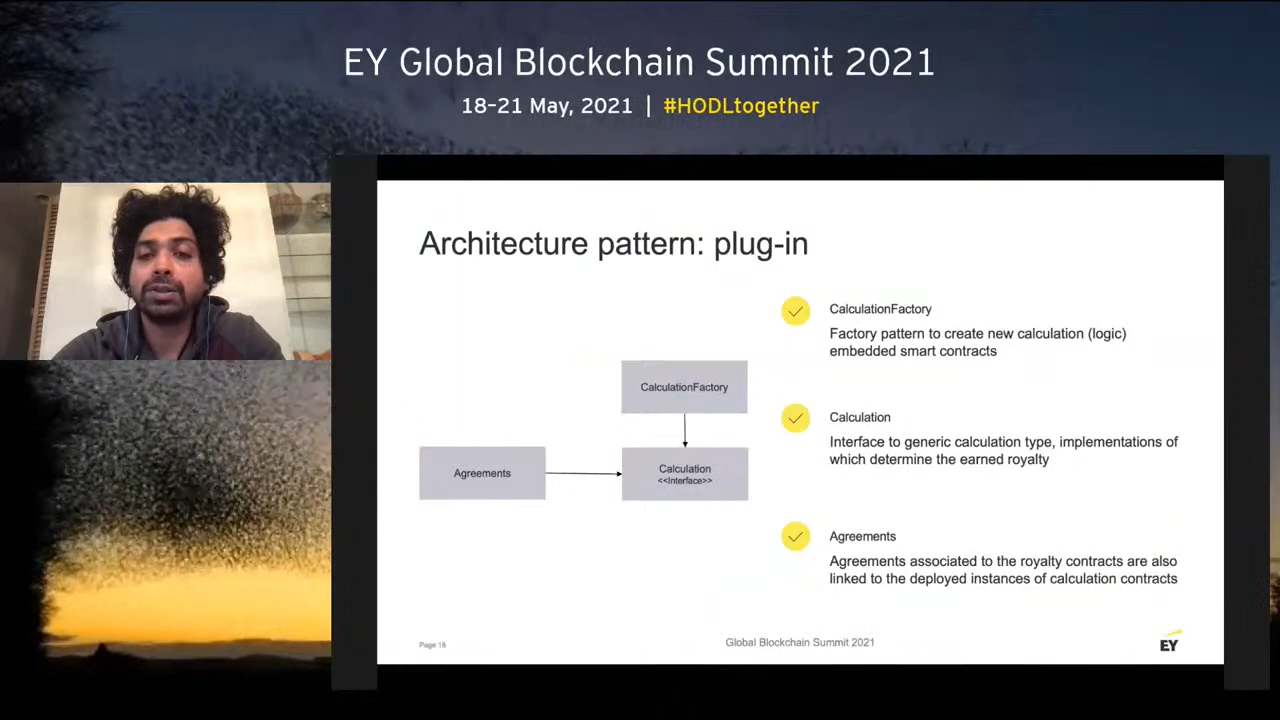 EY Global Blockchain Summit 2021
18–21 May, 2021 | #HODLtogether
Architecture pattern: plug-in
CalculationFactory
Agreements
Calculation
<<Interface>>
CalculationFactory
Factory pattern to create new calculation (logic)
embedded smart contracts
Calculation
Interface to generic calculation type, implementations of
which determine the earned royalty
Agreements
Agreements associated to the royalty contracts are also
linked to the deployed instances of calculation contracts
Page 16
Global Blockchain Summit 2021
EY